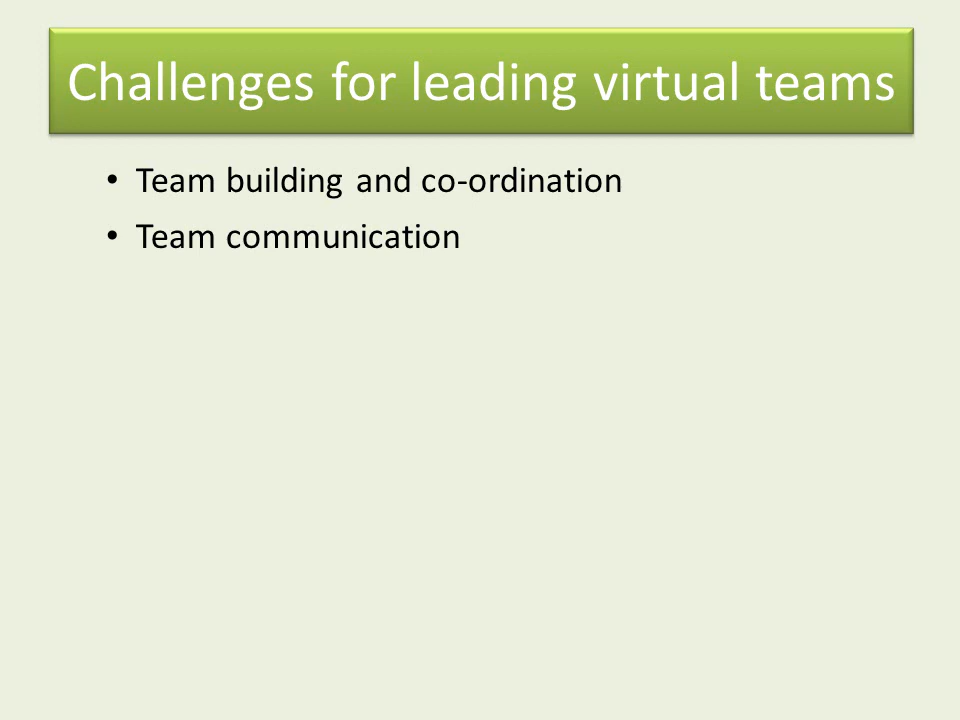 Challenges for leading virtual teams
• Team building and co-ordination
• Team communication